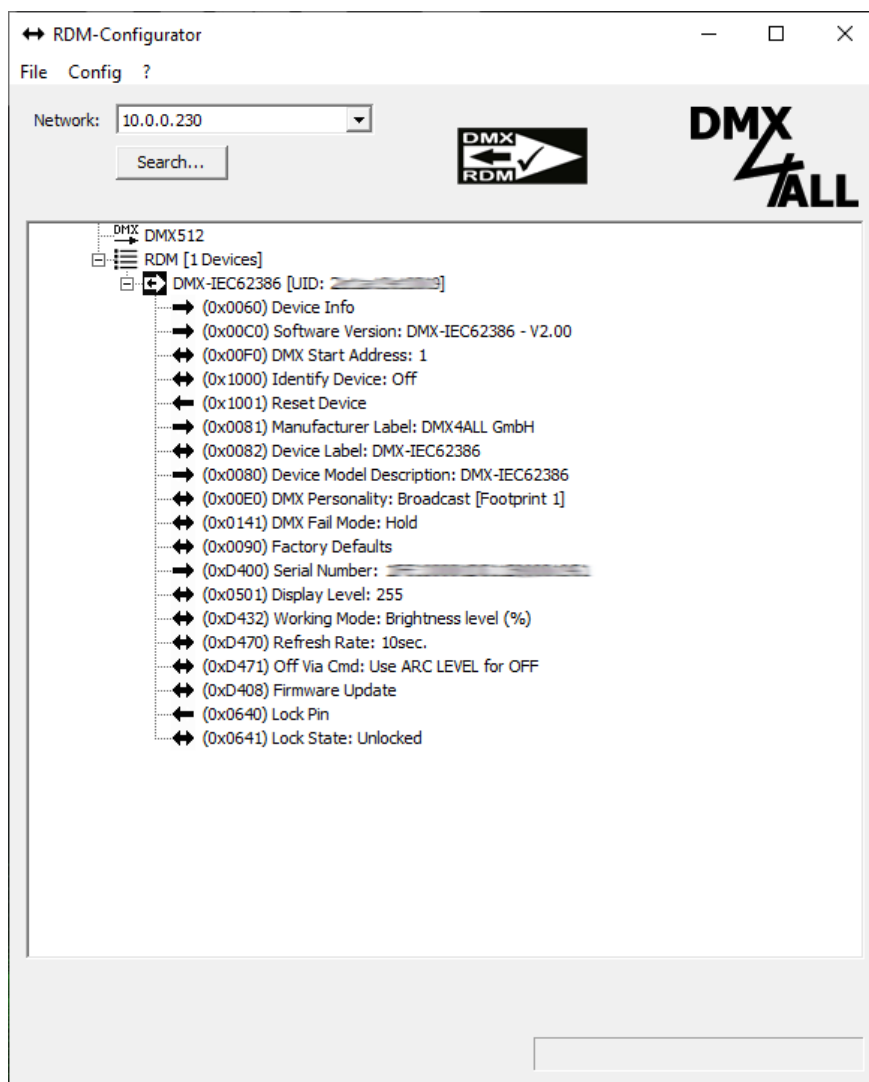 RDM-Configurator
File Config ?
Network: 10.0.0.230
Search...
DMX
RDM
DMX
4
ALL
DMX DMX512
RDM [1 Devices]
DMX-IEC62386 [UID: ]
(0x0060) Device Info
(0x00C0) Software Version: DMX-IEC62386 - V2.00
(0x00F0) DMX Start Address: 1
(0x1000) Identify Device: Off
(0x1001) Reset Device
(0x0081) Manufacturer Label: DMX4ALL GmbH
(0x0082) Device Label: DMX-IEC62386
(0x0080) Device Model Description: DMX-IEC62386
(0x00E0) DMX Personality: Broadcast [Footprint 1]
(0x0141) DMX Fail Mode: Hold
(0x0090) Factory Defaults
(0xD400) Serial Number:
(0x0501) Display Level: 255
(0xD432) Working Mode: Brightness level (%)
(0xD470) Refresh Rate: 10sec.
(0xD471) Off Via Cmd: Use ARC LEVEL for OFF
(0xD408) Firmware Update
(0x0640) Lock Pin
(0x0641) Lock State: Unlocked